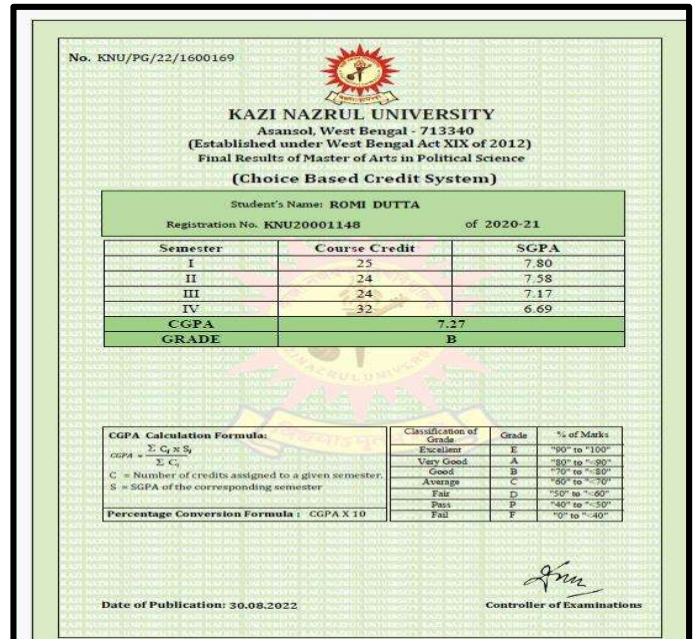 No. KNU/PG/22/1600169
KAZI NAZRUL UNIVERSITY
Asansol, West Bengal - 713340
(Established under West Bengal Act XIX of 2012)
Final Results of Master of Arts in Political Science
(Choice Based Credit System)
Student's Name: ROMI DUTTA
Registration No. KNU20001148 of 2020-21
Semester Course Credit SGPA
I 25 7.80
II 24 7.58
III 24 7.17
IV 32 6.69
CGPA 7.27
GRADE B
CGPA Calculation Formula:
CGPA = Σ Cᵢ x Sᵢ / Σ Cᵢ
C = Number of credits assigned to a given semester.
S = SGPA of the corresponding semester
Percentage Conversion Formula : CGPA X 10
Classification of Grade Grade % of Marks
Excellent E "90" to "100"
Very Good A "80" to "<90"
Good B "70" to "<80"
Average C "60" to "<70"
Fair D "50" to "<60"
Pass P "40" to "<50"
Fail F "0" to "<40"
Date of Publication: 30.08.2022
Controller of Examinations